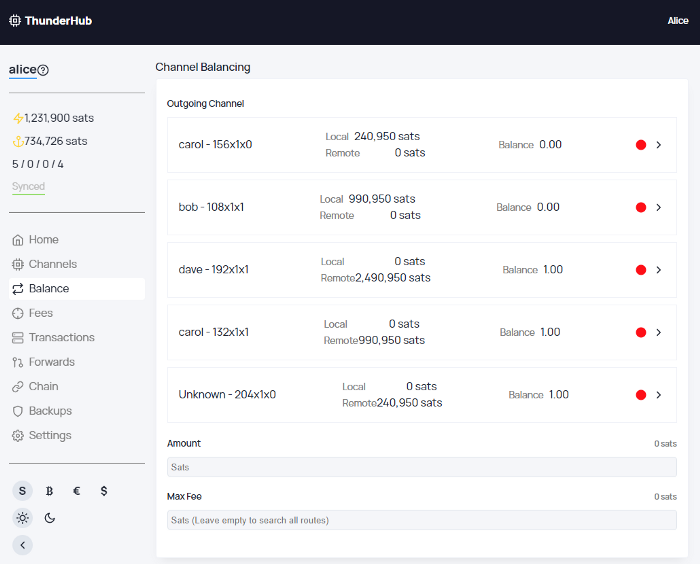 ThunderHub
Alice
alice
1,231,900 sats
734,726 sats
5 / 0 / 0 / 4
Synced
Home
Channels
Balance
Fees
Transactions
Forwards
Chain
Backups
Settings
S ₿ € $
Channel Balancing
Outgoing Channel
carol - 156x1x0
Local 240,950 sats
Remote 0 sats
Balance 0.00
bob - 108x1x1
Local 990,950 sats
Remote 0 sats
Balance 0.00
dave - 192x1x1
Local 0 sats
Remote 2,490,950 sats
Balance 1.00
carol - 132x1x1
Local 0 sats
Remote 990,950 sats
Balance 1.00
Unknown - 204x1x0
Local 0 sats
Remote 240,950 sats
Balance 1.00
Amount 0 sats
Sats
Max Fee 0 sats
Sats (Leave empty to search all routes)